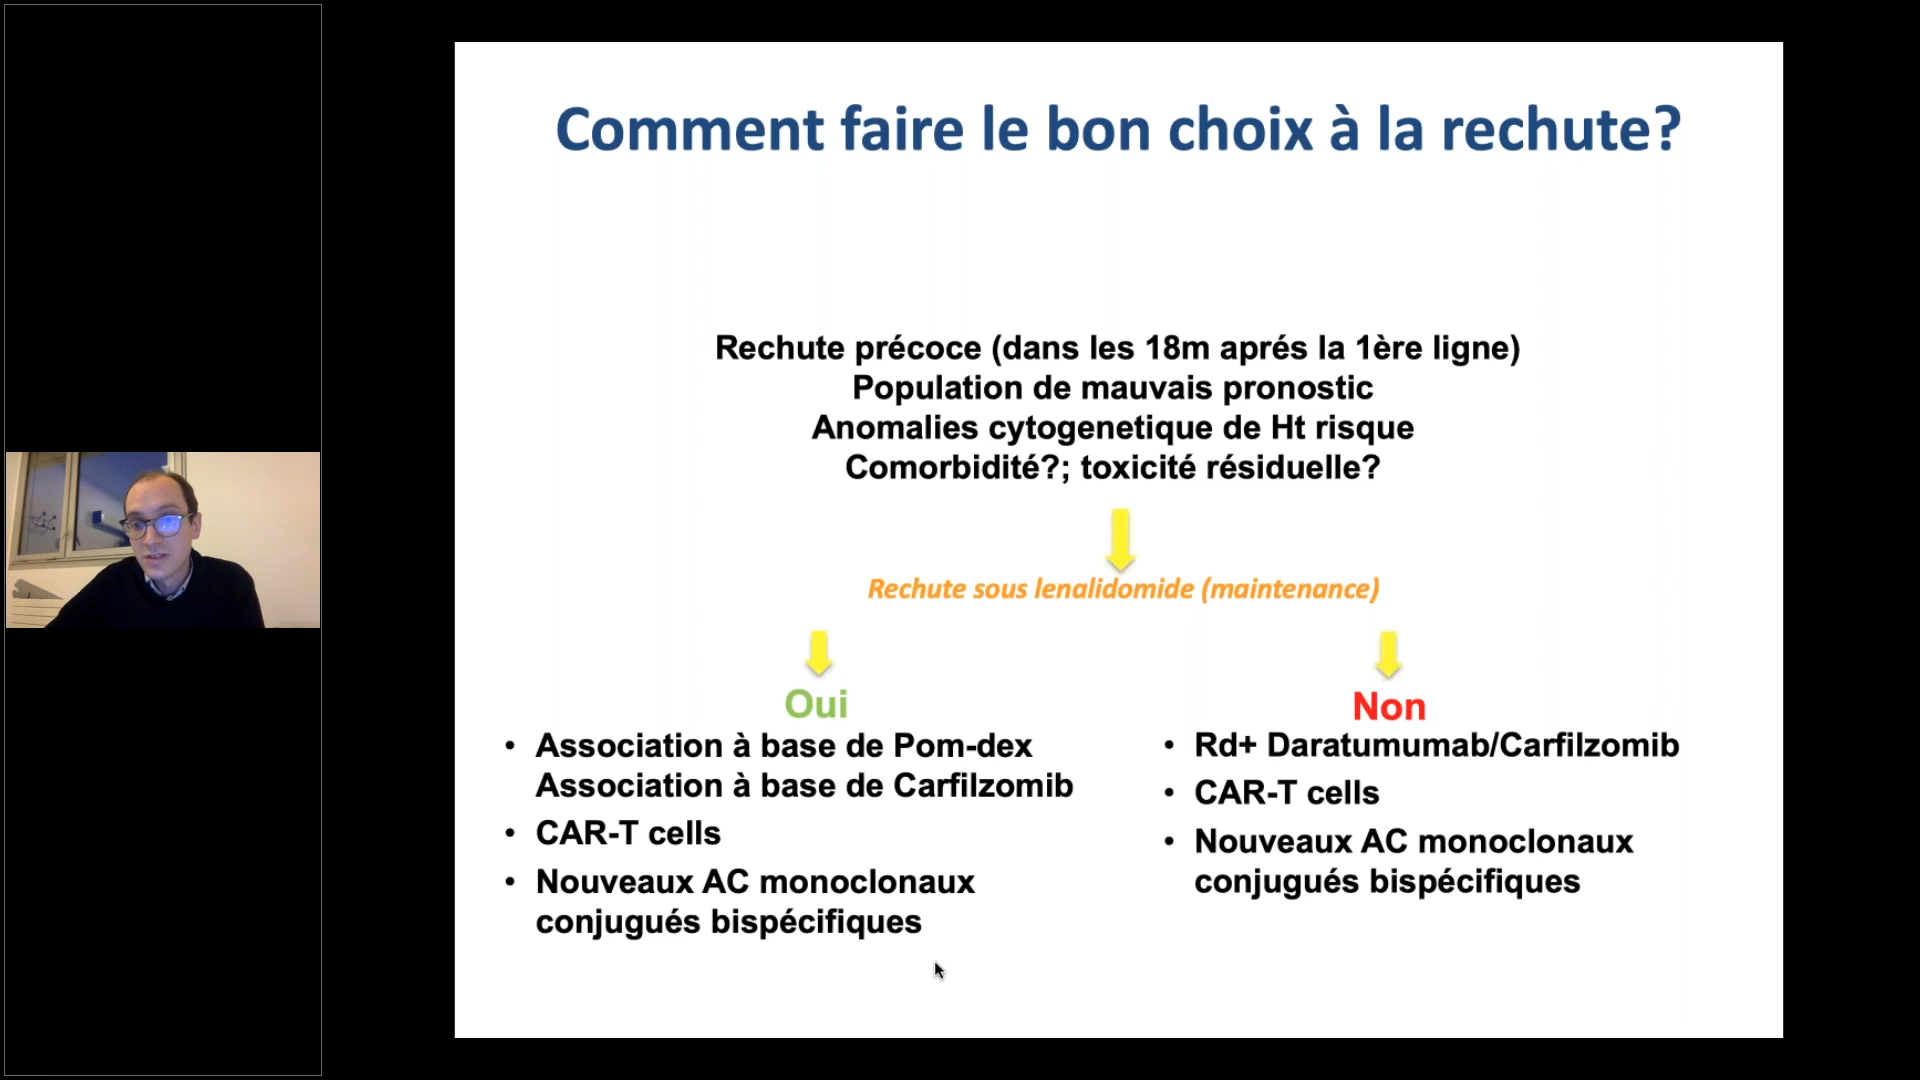 Comment faire le bon choix à la rechute?
Rechute précoce (dans les 18m aprés la 1ère ligne)
Population de mauvais pronostic
Anomalies cytogenetique de Ht risque
Comorbidité?; toxicité résiduelle?
Rechute sous lenalidomide (maintenance)
Oui
• Association à base de Pom-dex
Association à base de Carfilzomib
• CAR-T cells
• Nouveaux AC monoclonaux
conjugués bispécifiques
Non
• Rd+ Daratumumab/Carfilzomib
• CAR-T cells
• Nouveaux AC monoclonaux
conjugués bispécifiques